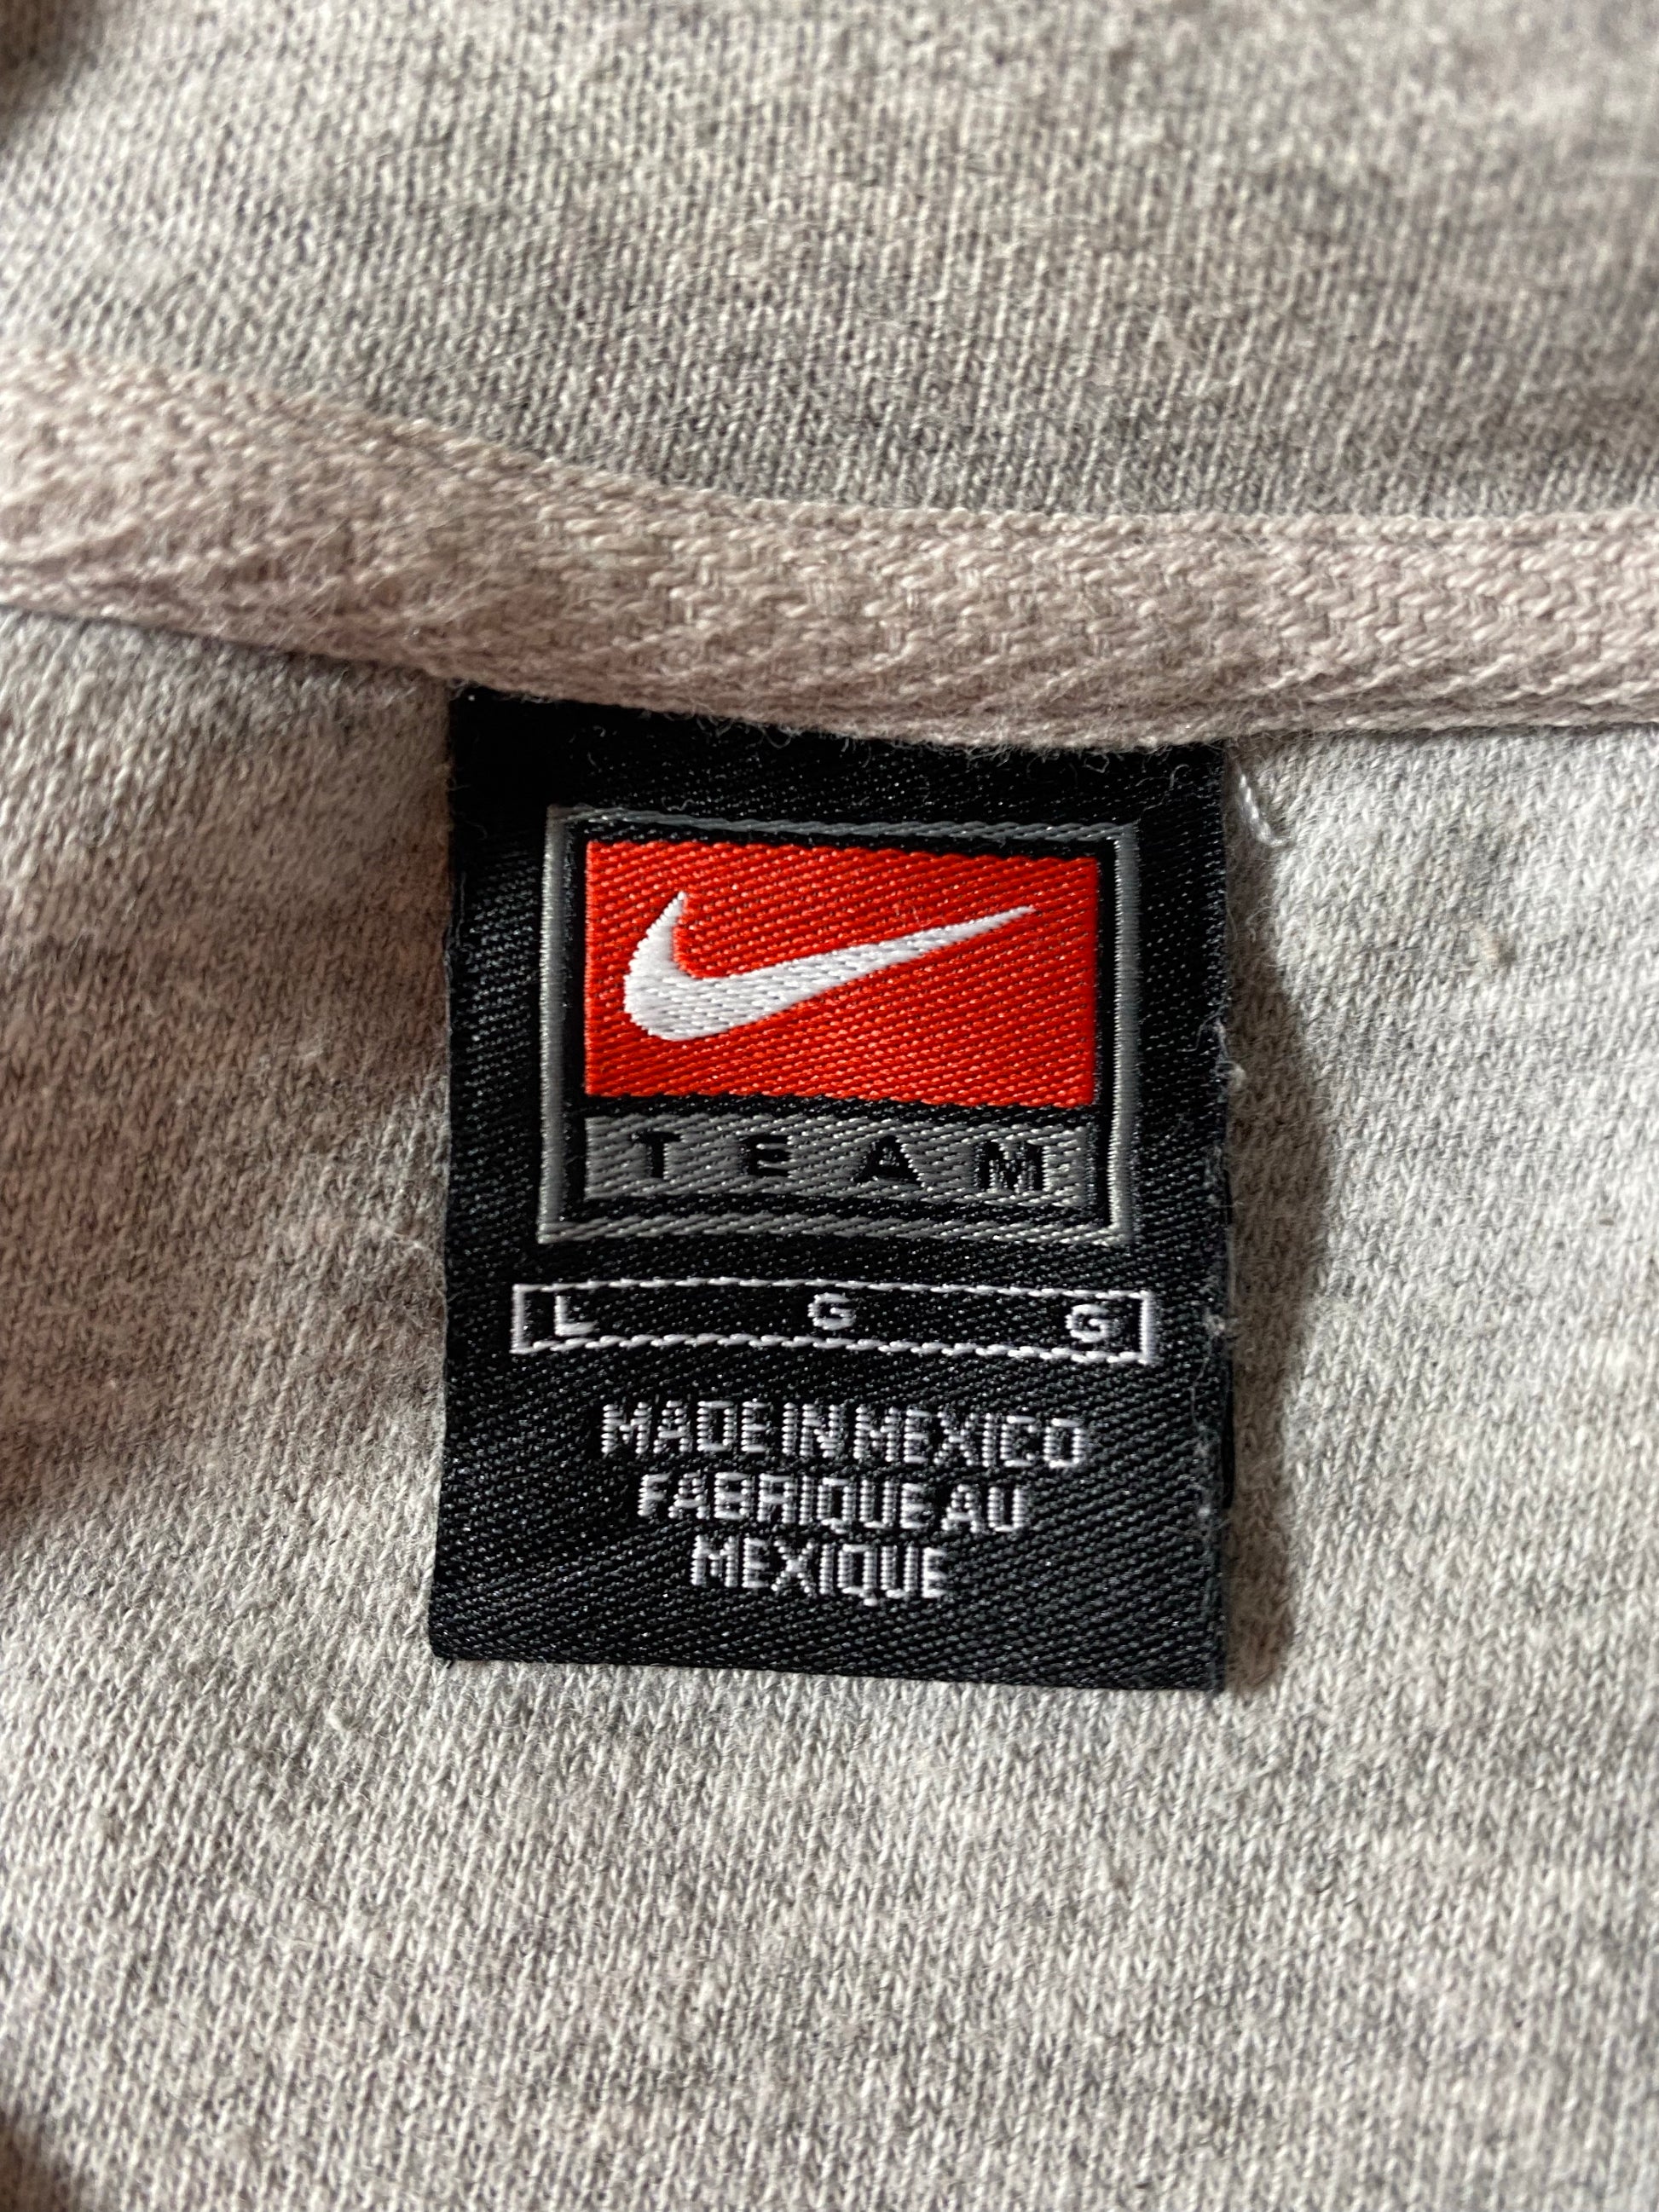 TEAM
L G G
MADE IN MEXICO
FABRIQUE AU
MEXIQUE